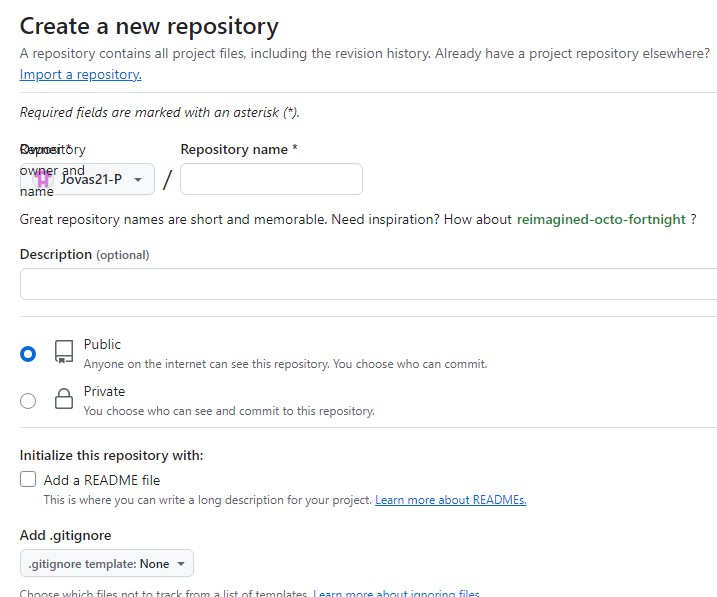 Create a new repository
A repository contains all project files, including the revision history. Already have a project repository elsewhere?
Import a repository.
Required fields are marked with an asterisk (*).
Owner *
Repository
owner and
name
Jovas21-P
/
Repository name *
Great repository names are short and memorable. Need inspiration? How about reimagined-octo-fortnight ?
Description (optional)
Public
Anyone on the internet can see this repository. You choose who can commit.
Private
You choose who can see and commit to this repository.
Initialize this repository with:
Add a README file
This is where you can write a long description for your project. Learn more about READMEs.
Add .gitignore
.gitignore template: None
Choose which files not to track from a list of templates. Learn more about ignoring files.